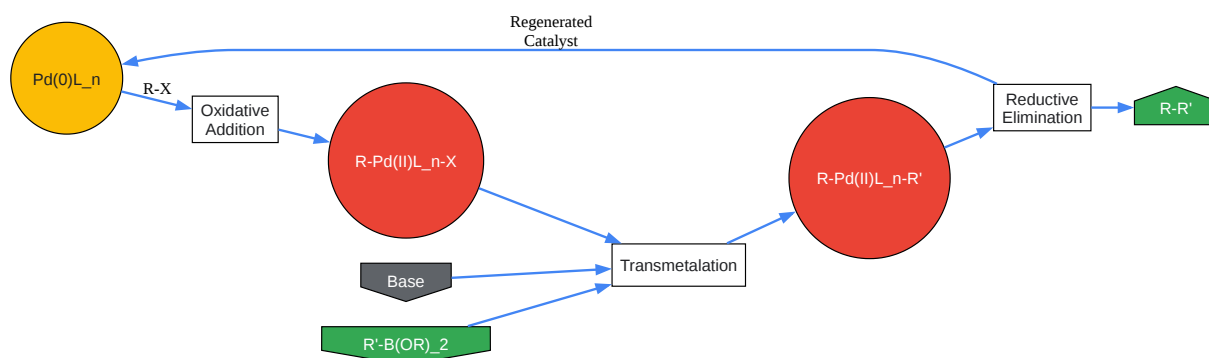 Regenerated
Catalyst
Pd(0)L_n
R-X
Oxidative
Addition
R-Pd(II)L_n-X
Base
R'-B(OR)_2
Transmetalation
R-Pd(II)L_n-R'
Reductive
Elimination
R-R'